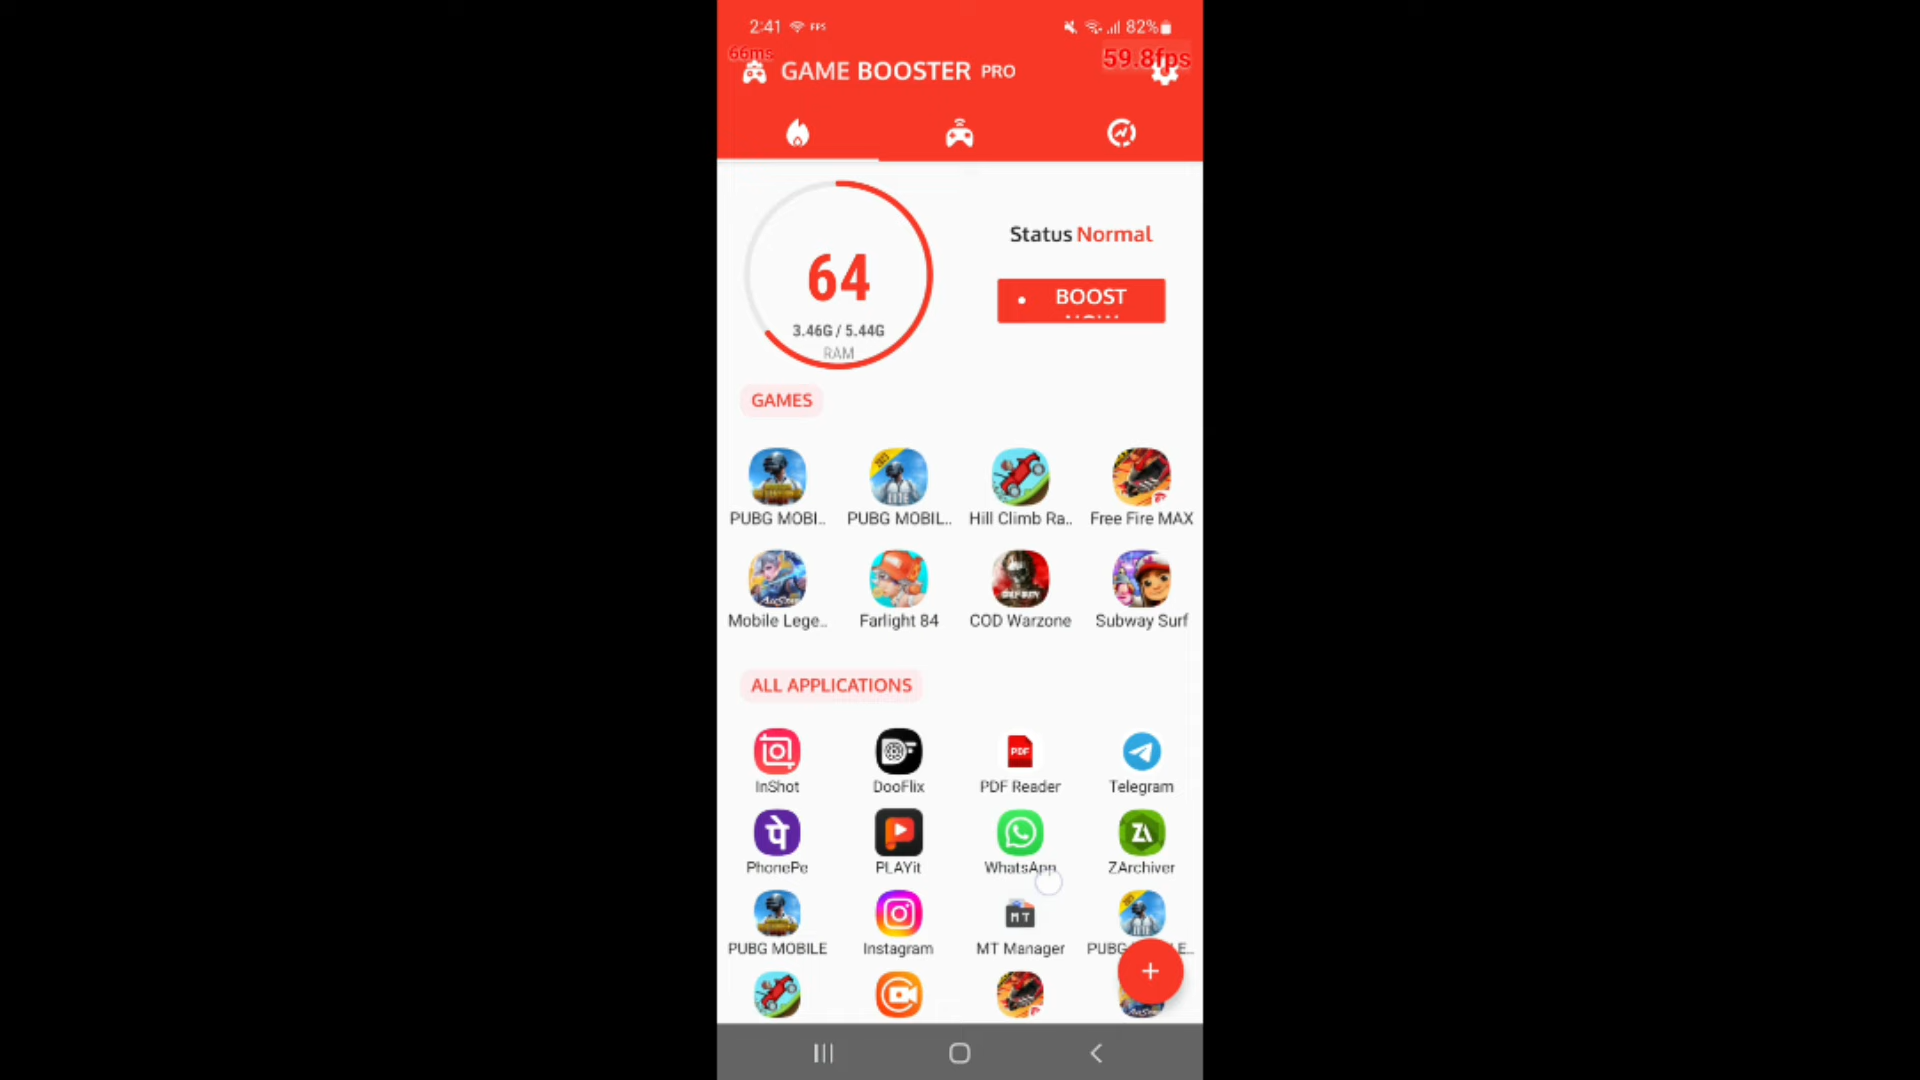 2:41 FPS 82%
66ms 59.8fps
GAME BOOSTER PRO
64
3.46G / 5.44G
RAM
Status Normal
BOOST
GAMES
PUBG MOBI.. PUBG MOBIL.. Hill Climb Ra.. Free Fire MAX
Mobile Lege.. Farlight 84 COD Warzone Subway Surf
ALL APPLICATIONS
InShot DooFlix PDF Reader Telegram
PhonePe PLAYit WhatsApp ZArchiver
PUBG MOBILE Instagram MT Manager PUBG